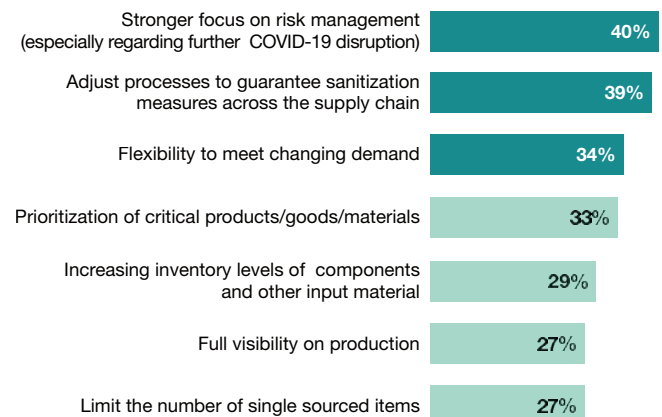 Stronger focus on risk management
(especially regarding further COVID-19 disruption)
40%
Adjust processes to guarantee sanitization
measures across the supply chain
39%
Flexibility to meet changing demand
34%
Prioritization of critical products/goods/materials
33%
Increasing inventory levels of components
and other input material
29%
Full visibility on production
27%
Limit the number of single sourced items
27%